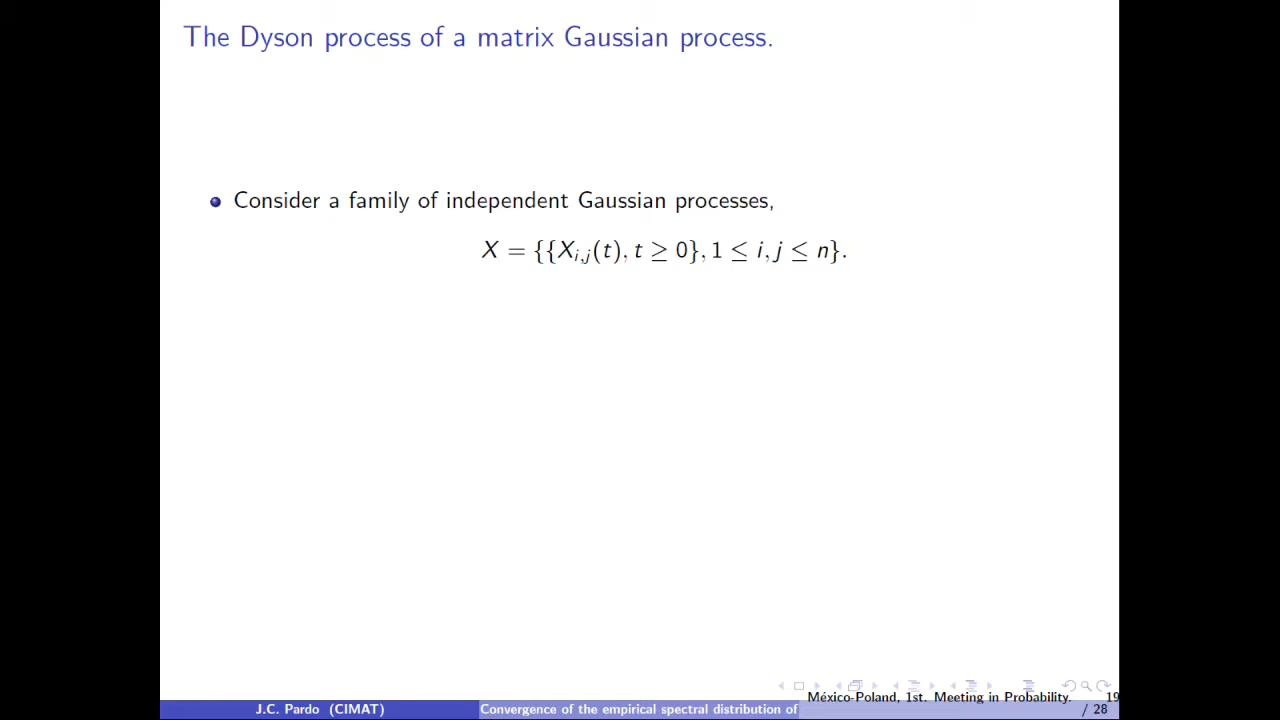 The Dyson process of a matrix Gaussian process.
Consider a family of independent Gaussian processes,
X = {{X_{i,j}(t), t ≥ 0}, 1 ≤ i, j ≤ n}.
México-Poland, 1st. Meeting in Probability. 19
J.C. Pardo (CIMAT) Convergence of the empirical spectral distribution of / 28